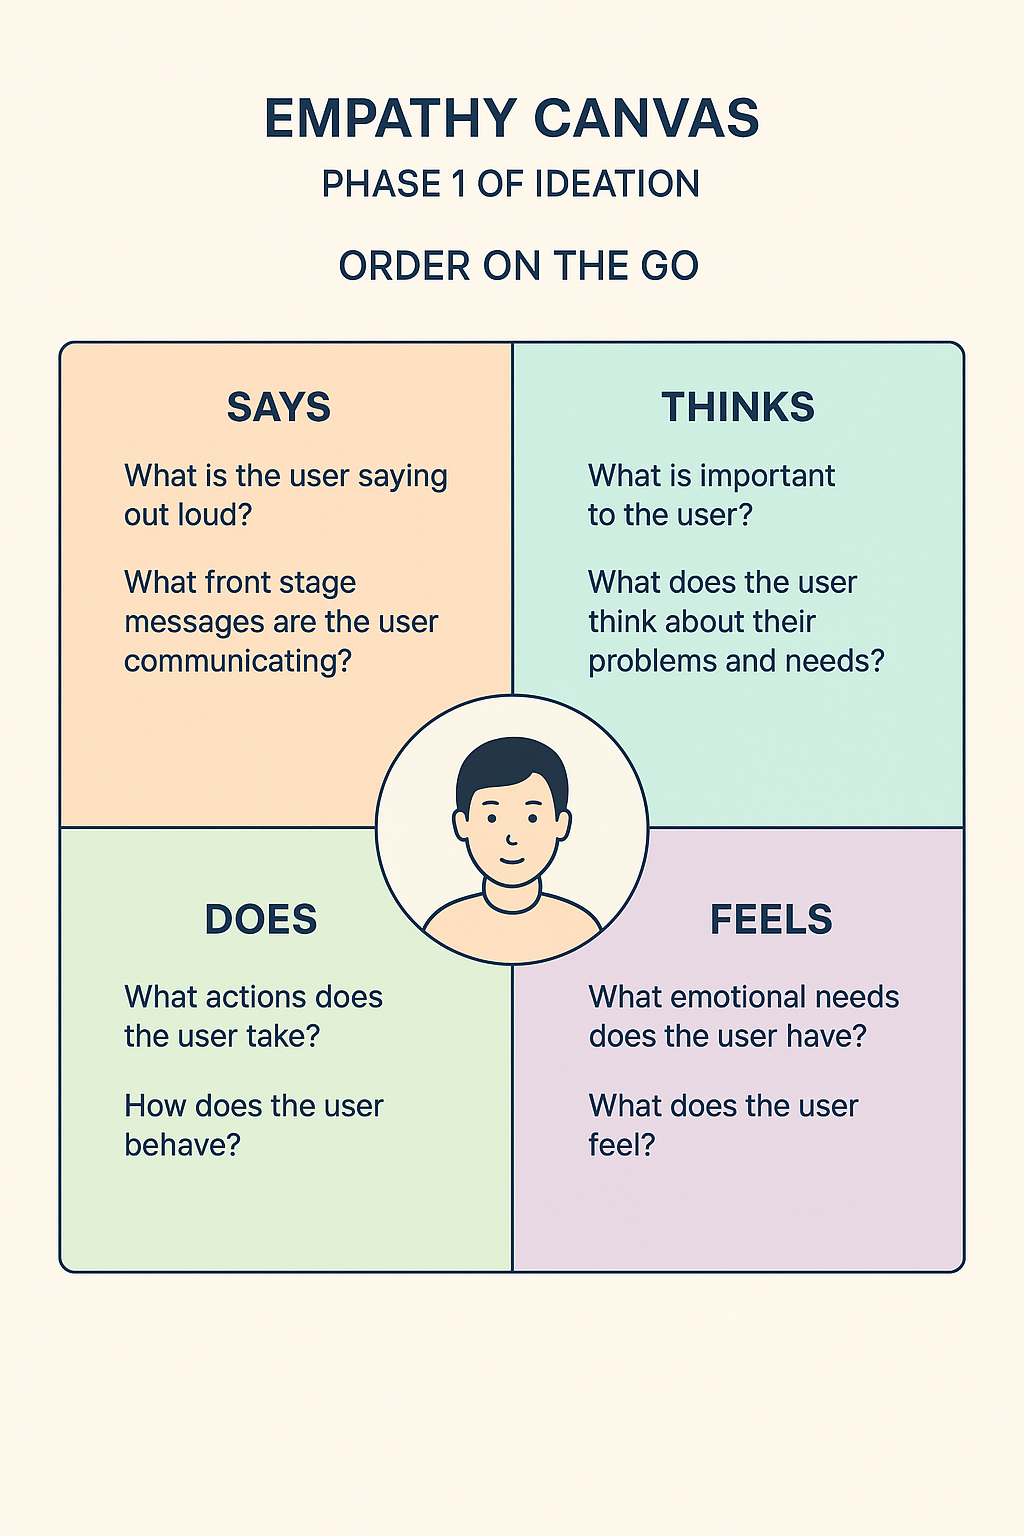 EMPATHY CANVAS
PHASE 1 OF IDEATION
ORDER ON THE GO
SAYS
What is the user saying
out loud?
What front stage
messages are the user
communicating?
THINKS
What is important
to the user?
What does the user
think about their
problems and needs?
DOES
What actions does
the user take?
How does the user
behave?
FEELS
What emotional needs
does the user have?
What does the user
feel?